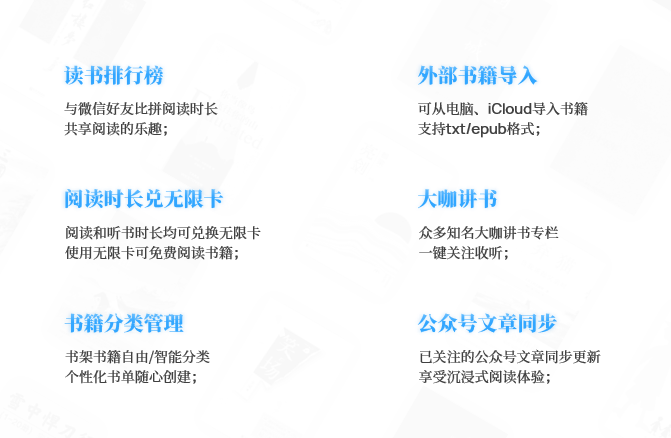 读书排行榜
与微信好友比拼阅读时长
共享阅读的乐趣；
外部书籍导入
可从电脑、iCloud导入书籍
支持txt/epub格式；
阅读时长兑无限卡
阅读和听书时长均可兑换无限卡
使用无限卡可免费阅读书籍；
大咖讲书
众多知名大咖讲书专栏
一键关注收听；
书籍分类管理
书架书籍自由/智能分类
个性化书单随心创建；
公众号文章同步
已关注的公众号文章同步更新
享受沉浸式阅读体验；